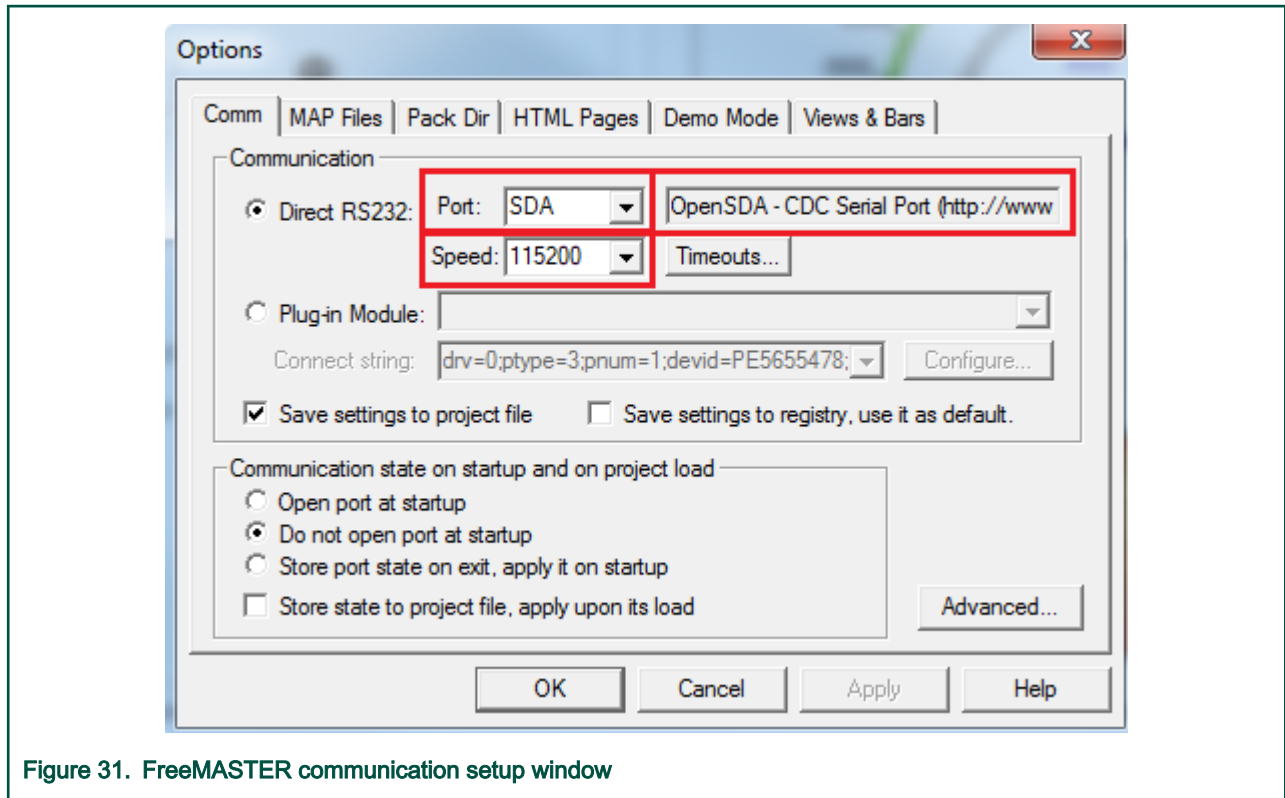 Options
Comm MAP Files Pack Dir HTML Pages Demo Mode Views & Bars
Communication
Direct RS232: Port: SDA OpenSDA - CDC Serial Port (http://www
Speed: 115200 Timeouts...
Plug-in Module:
Connect string: drv=0;ptype=3;pnum=1;devid=PE5655478; Configure...
Save settings to project file Save settings to registry, use it as default.
Communication state on startup and on project load
Open port at startup
Do not open port at startup
Store port state on exit, apply it on startup
Store state to project file, apply upon its load Advanced...
OK Cancel Apply Help
Figure 31. FreeMASTER communication setup window